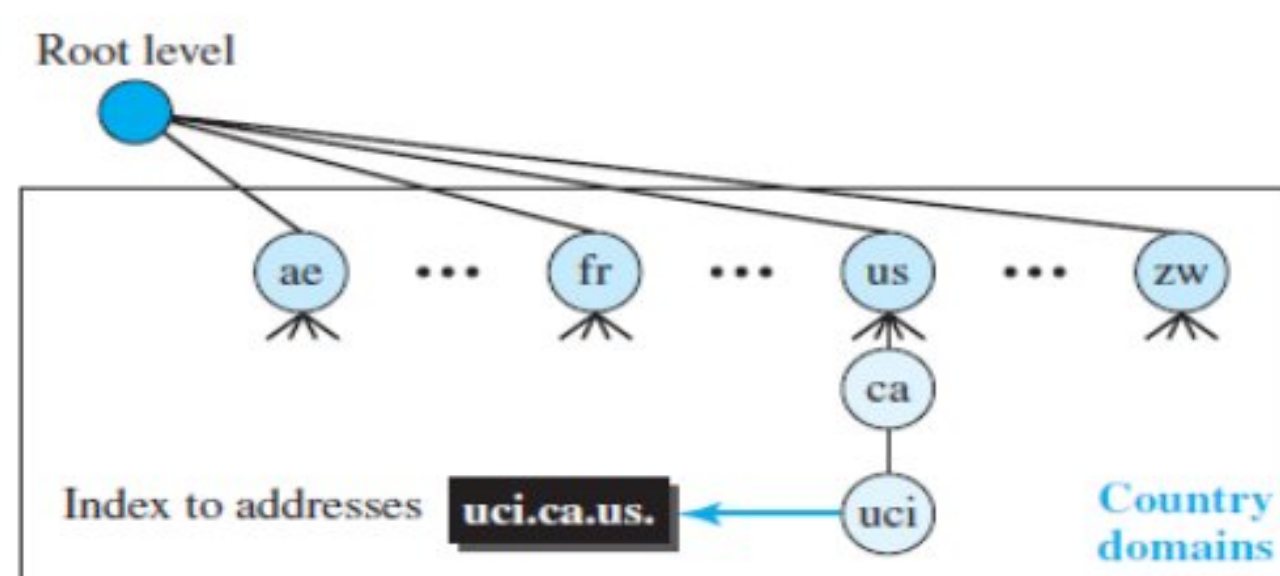 Root level
ae ... fr ... us ... zw
ca
Index to addresses uci.ca.us. uci
Country
domains